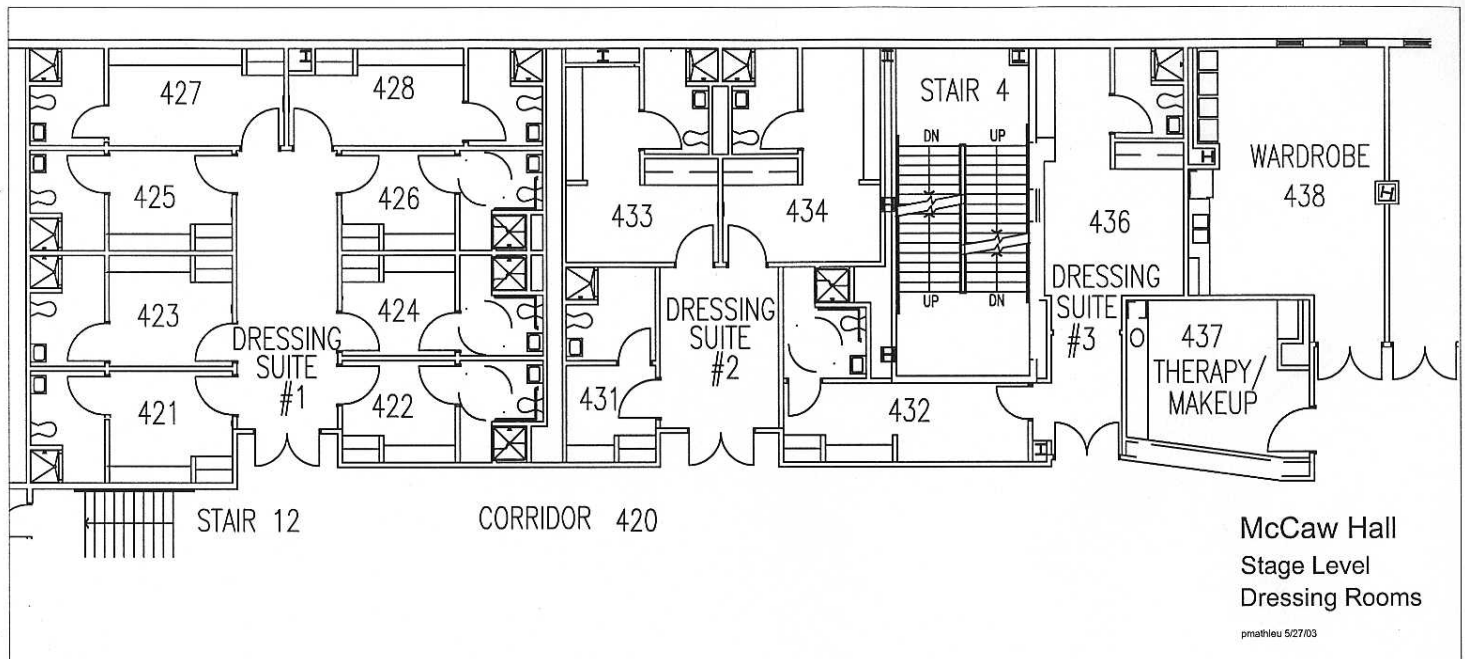 427
428
STAIR 4
DN
UP
WARDROBE
438
425
426
433
434
436
423
424
DRESSING
SUITE
#1
DRESSING
SUITE
#2
UP
DN
DRESSING
SUITE
#3
437
THERAPY/
MAKEUP
421
422
431
432
STAIR 12
CORRIDOR 420
McCaw Hall
Stage Level
Dressing Rooms
pmathieu 5/27/03